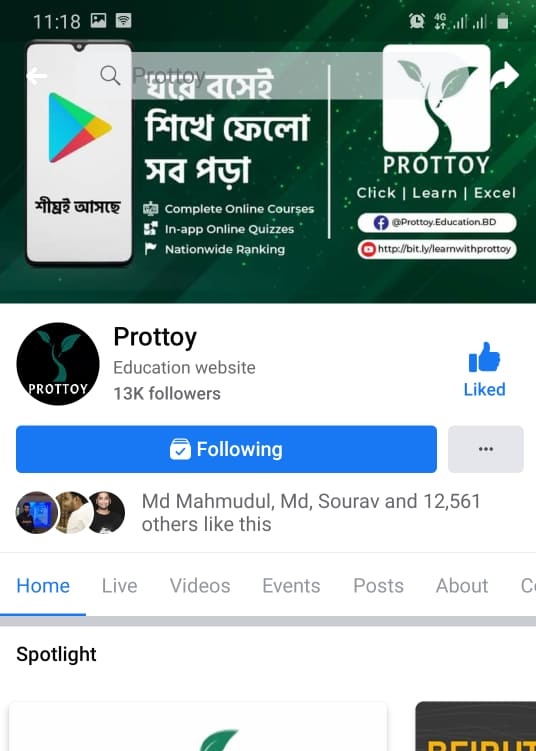 11:18
4G
Prottoy
ঘরে বসেই
শিখে ফেলো
সব পড়া
শীঘ্রই আসছে
Complete Online Courses
In-app Online Quizzes
Nationwide Ranking
PROTTOY
Click | Learn | Excel
@Prottoy.Education.BD
http://bit.ly/learnwithprottoy
PROTTOY
Prottoy
Education website
13K followers
Liked
Following
Md Mahmudul, Md, Sourav and 12,561
others like this
Home Live Videos Events Posts About
Spotlight
BEIRUT